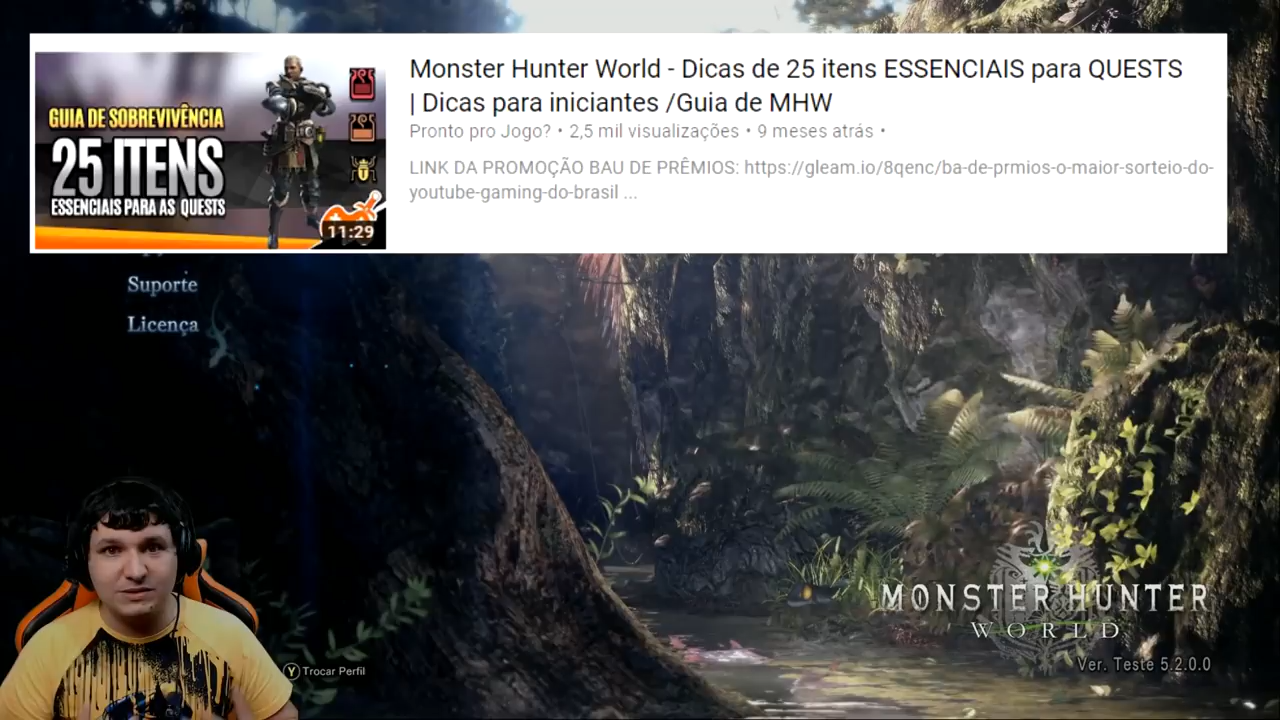 Monster Hunter World - Dicas de 25 itens ESSENCIAIS para QUESTS
| Dicas para iniciantes /Guia de MHW
Pronto pro Jogo? • 2,5 mil visualizações • 9 meses atrás •
LINK DA PROMOÇÃO BAU DE PRÊMIOS: https://gleam.io/8qenc/ba-de-prmios-o-maior-sorteio-do-
youtube-gaming-do-brasil ...
GUIA DE SOBREVIVÊNCIA
25 ITENS
ESSENCIAIS PARA AS QUESTS
11:29
Suporte
Licença
Y Trocar Perfil
MONSTER HUNTER
WORLD
Ver. Teste 5.2.0.0